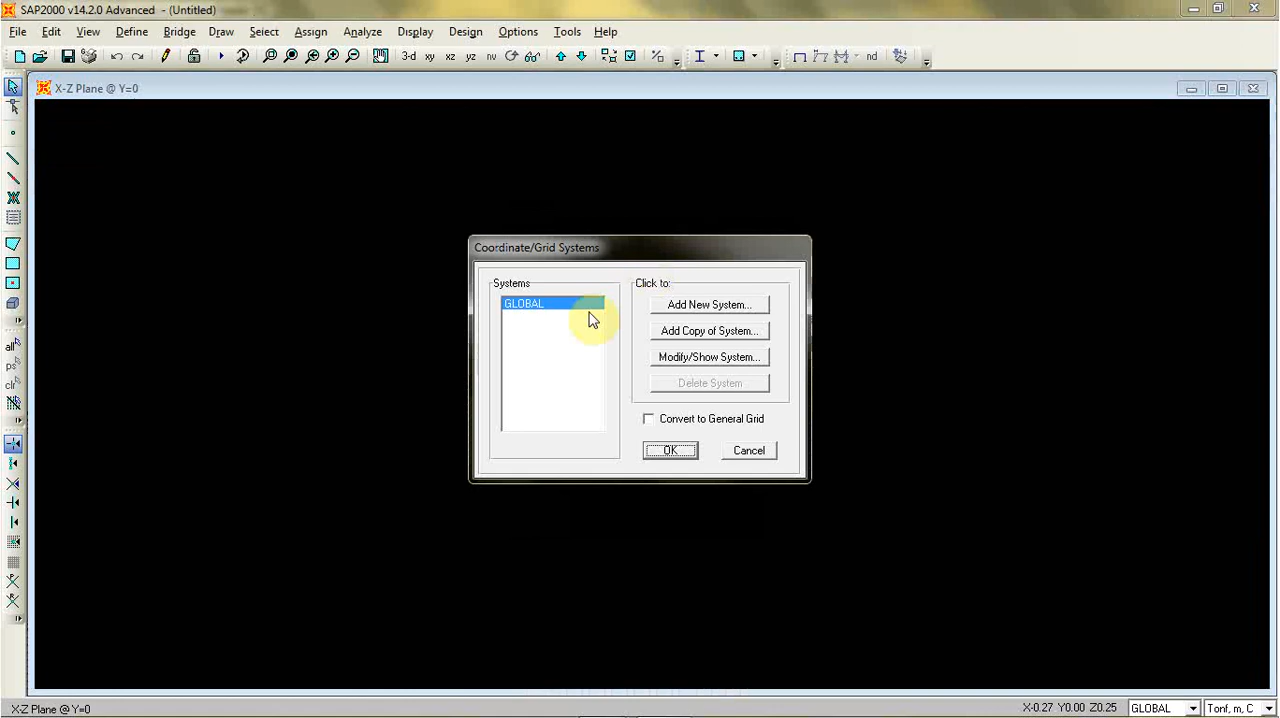 SAP2000 v14.2.0 Advanced - (Untitled)
File Edit View Define Bridge Draw Select Assign Analyze Display Design Options Tools Help
3-d xy xz yz nv nd
X-Z Plane @ Y=0
Coordinate/Grid Systems
Systems
GLOBAL
Click to:
Add New System...
Add Copy of System...
Modify/Show System...
Delete System
Convert to General Grid
OK Cancel
all
ps
clr
X-Z Plane @ Y=0 X-0.27 Y0.00 Z0.25 GLOBAL Tonf, m, C